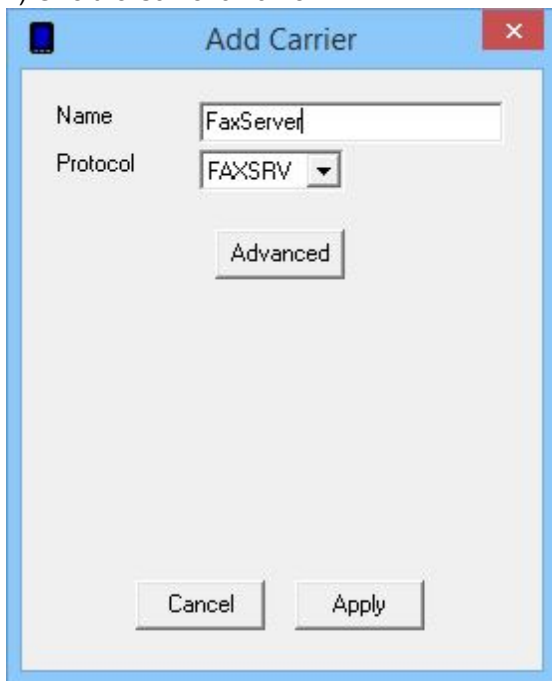 Add Carrier
Name FaxServer
Protocol FAXSRV
Advanced
Cancel Apply